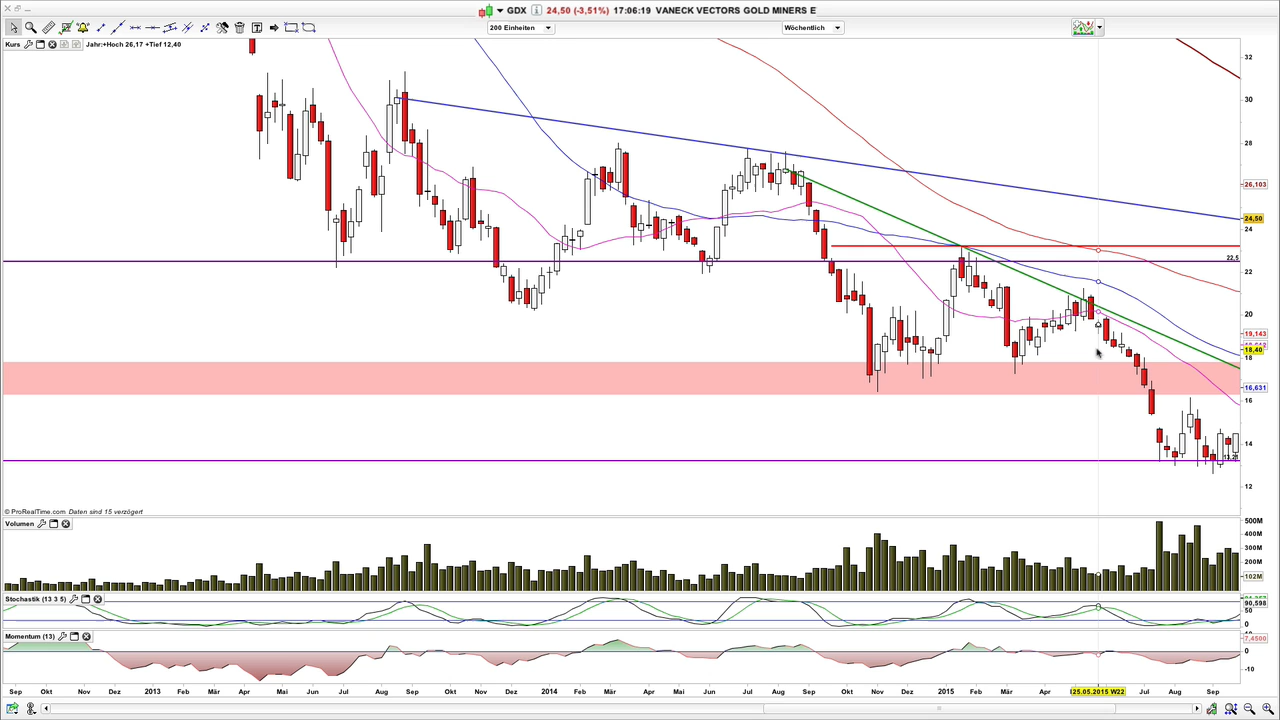 GDX 24,50 (-3,51%) 17:06:19 VANECK VECTORS GOLD MINERS E
200 Einheiten
Wöchentlich
Kurs
Jahr:+Hoch 26,17 +Tief 12,40
32
30
28
26,103
24,50
24
22,5
22
20
19,143
18,40
18
16,631
16
14
12
© ProRealTime.com Daten sind 15 verzögert
Volumen
500M
400M
300M
200M
102M
Stochastik (13 3 5)
90,598
50
0
Momentum (13)
7,4500
0
-10
Sep Okt Nov Dez 2013 Feb Mär Apr Mai Jun Jul Aug Sep Okt Nov 2014 Feb Mär Apr Mai Jun Jul Aug Sep Okt Nov Dez 2015 Feb Mär Apr 25.05.2015 W22 Jul Aug Sep